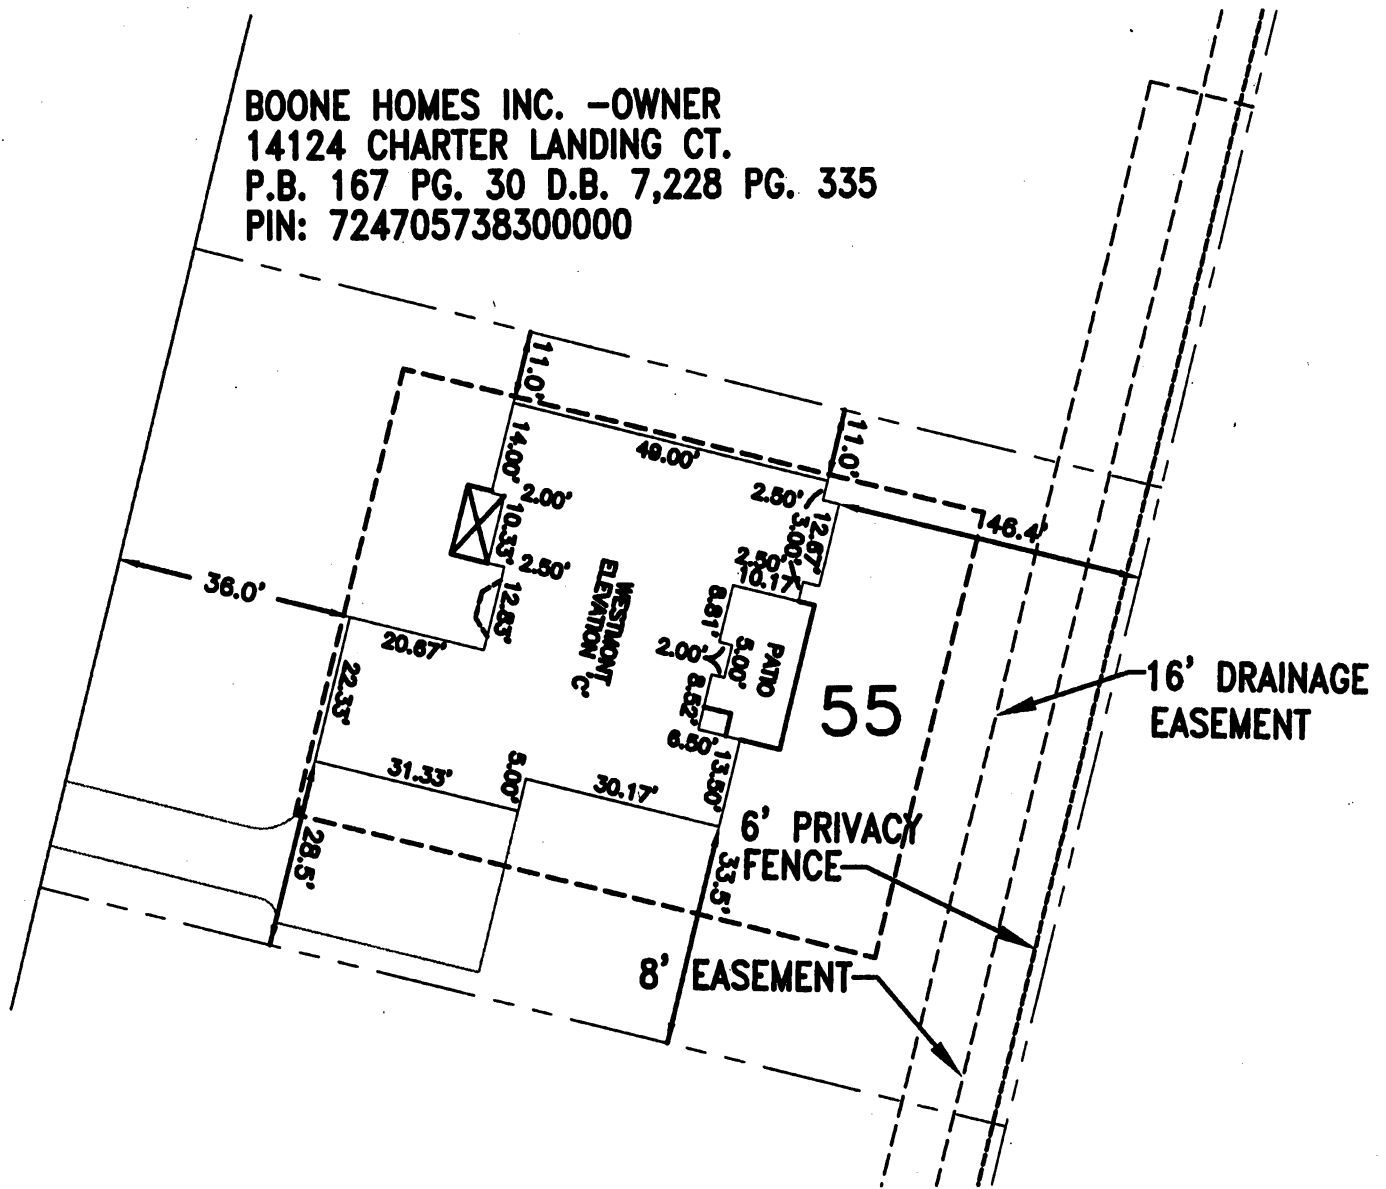 BOONE HOMES INC. -OWNER
14124 CHARTER LANDING CT.
P.B. 167 PG. 30 D.B. 7,228 PG. 335
PIN: 724705738300000
11.0'
11.0'
49.00'
14.00'
2.00'
10.33'
2.50'
12.83'
2.50'
12.67'
3.00'
2.50'
10.17'
46.4'
36.0'
20.67'
22.33'
WESTMONT
ELEVATION 'C'
8.81'
5.00'
2.00'
PATIO
8.52'
6.50'
13.50'
55
16' DRAINAGE
EASEMENT
31.33'
5.00'
30.17'
28.5'
33.5'
6' PRIVACY
FENCE
8' EASEMENT